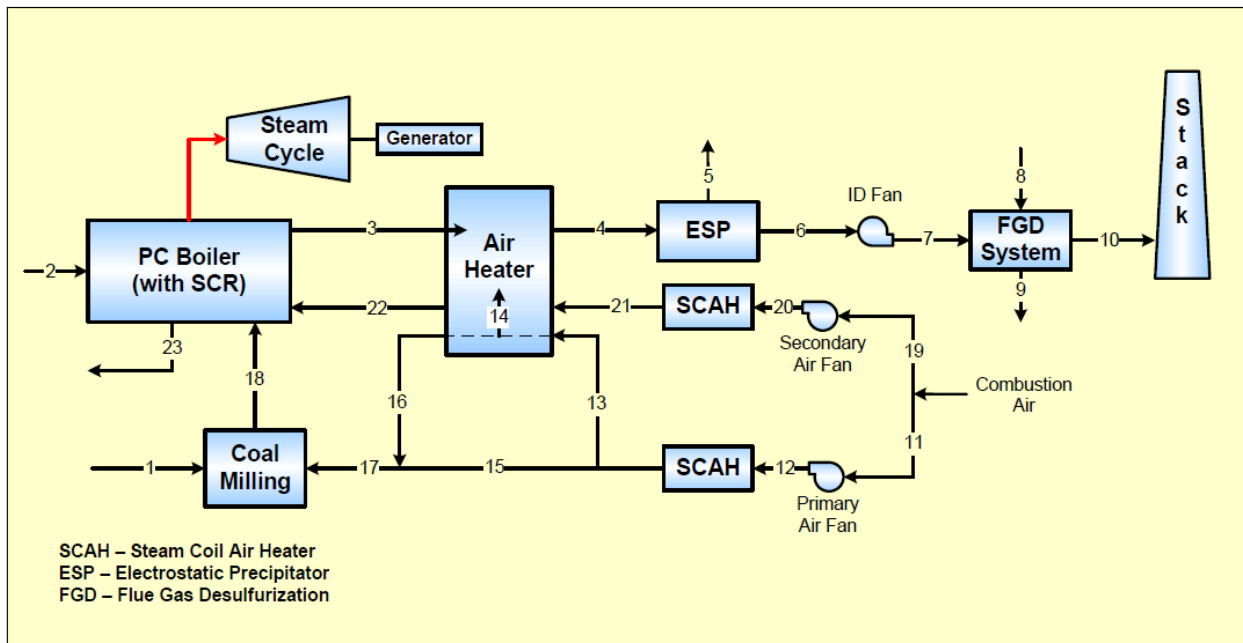 Steam
Cycle
Generator
S
t
a
c
k
5
8
ID Fan
PC Boiler
(with SCR)
2
3
Air
Heater
4
ESP
6
7
FGD
System
10
9
22
14
21
SCAH
20
Secondary
Air Fan
19
Combustion
Air
23
18
16
13
11
1
Coal
Milling
17
15
SCAH
12
Primary
Air Fan
SCAH – Steam Coil Air Heater
ESP – Electrostatic Precipitator
FGD – Flue Gas Desulfurization